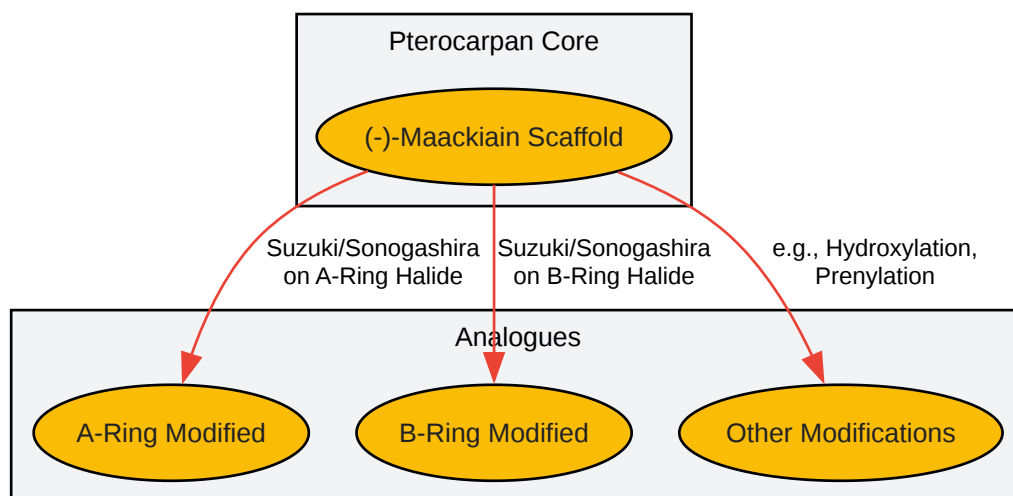 Pterocarpan Core
(-)-Maackiain Scaffold
Suzuki/Sonogashira
on A-Ring Halide
Suzuki/Sonogashira
on B-Ring Halide
e.g., Hydroxylation,
Prenylation
Analogues
A-Ring Modified
B-Ring Modified
Other Modifications